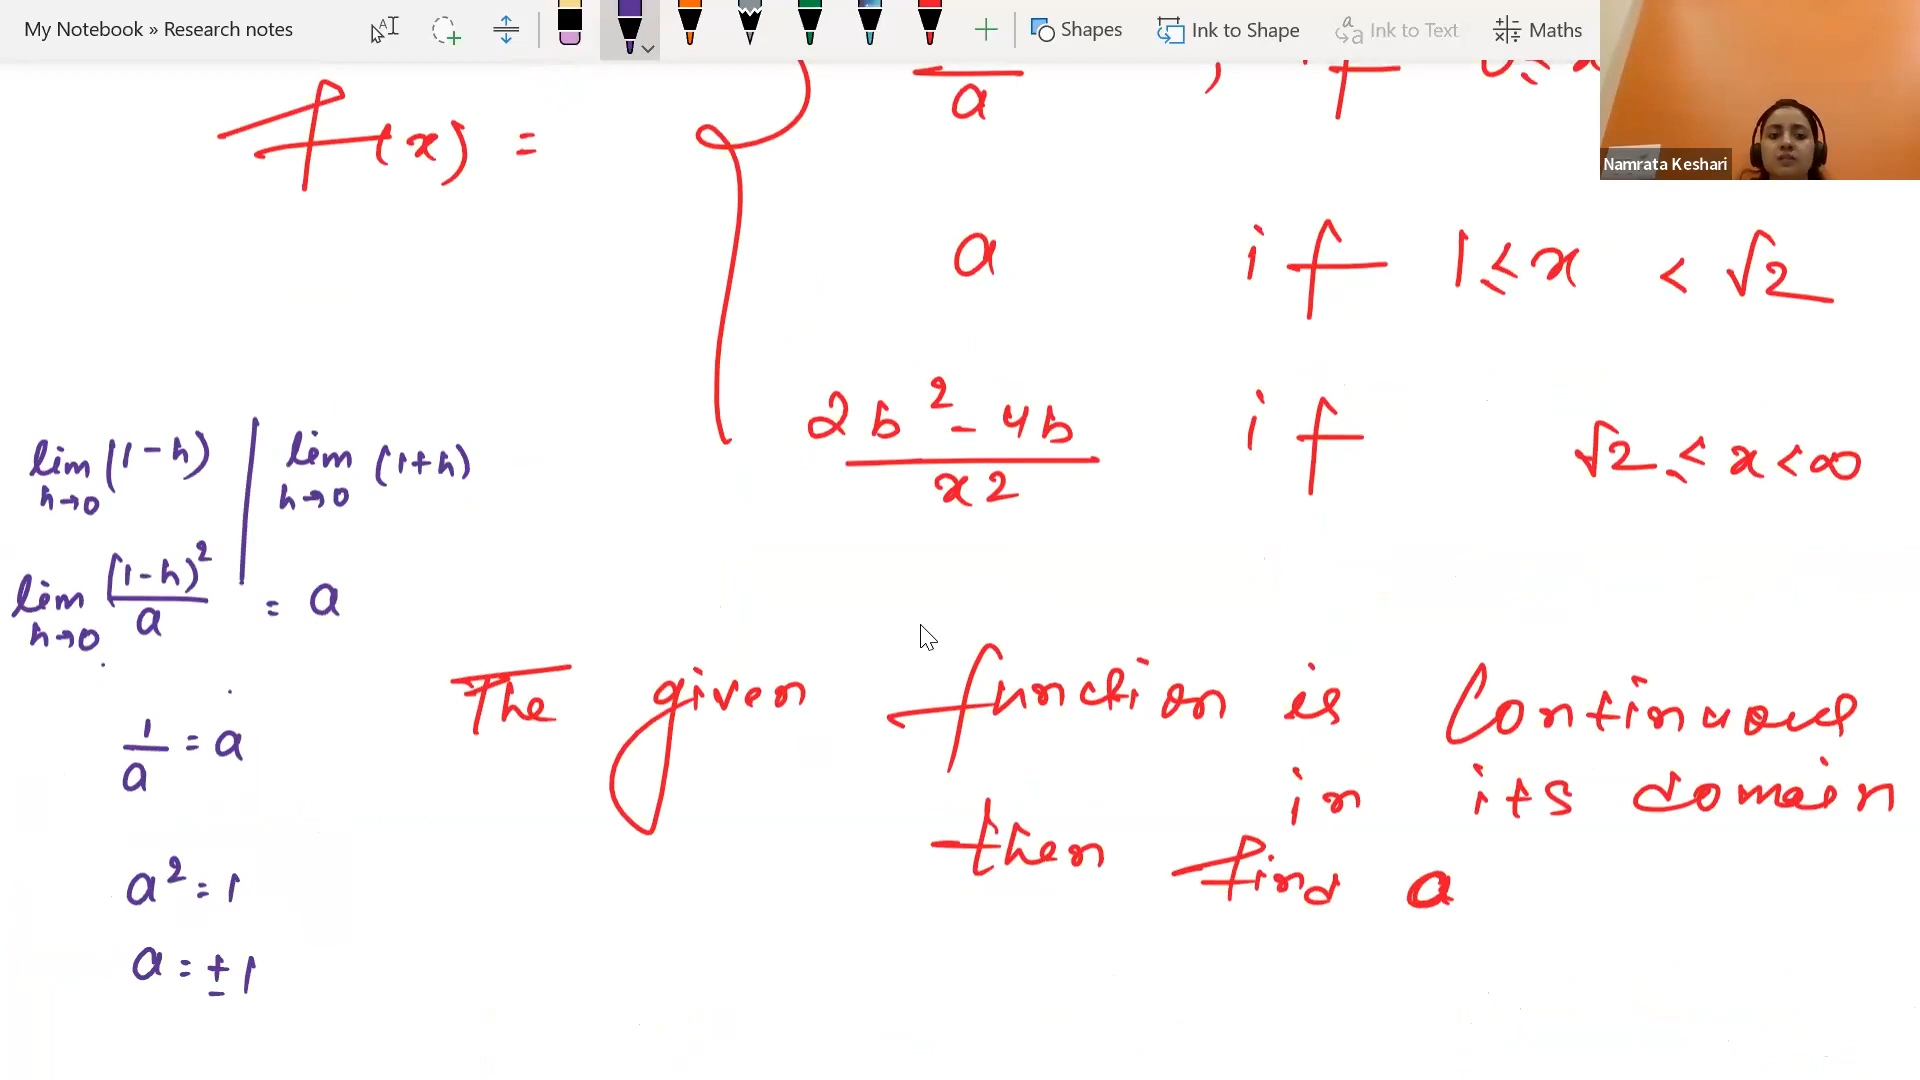 My Notebook » Research notes
Shapes
Ink to Shape
Ink to Text
Maths
Namrata Keshari
a , if 0 ≤
f(x) =
a if 1 ≤ x < √2
2b² - 4b if √2 ≤ x < ∞
x2
lim (1-h) | lim (1+h)
h→0 h→0
lim (1-h)² = a
h→0 a
1/a = a
a² = 1
a = ± 1
The given function is Continuous
in its domain
then find a